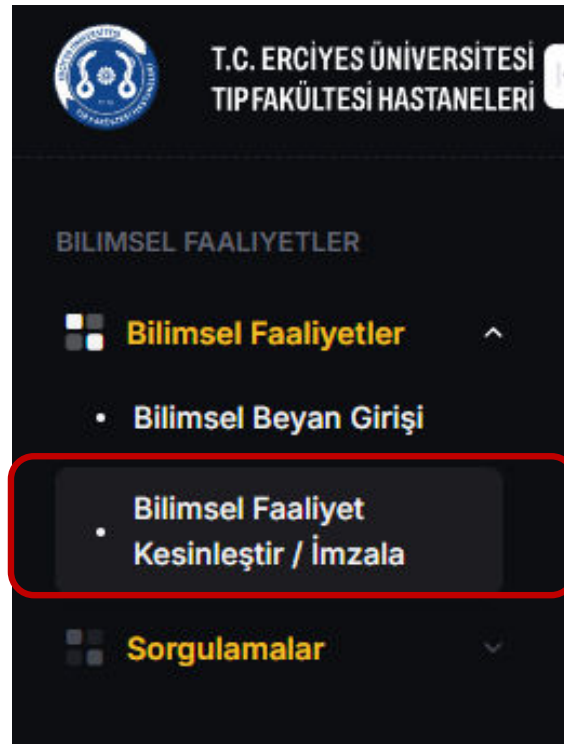 T.C. ERCİYES ÜNİVERSİTESİ
TIP FAKÜLTESİ HASTANELERİ
BILIMSEL FAALIYETLER
Bilimsel Faaliyetler
Bilimsel Beyan Girişi
Bilimsel Faaliyet
Kesinleştir / İmzala
Sorgulamalar